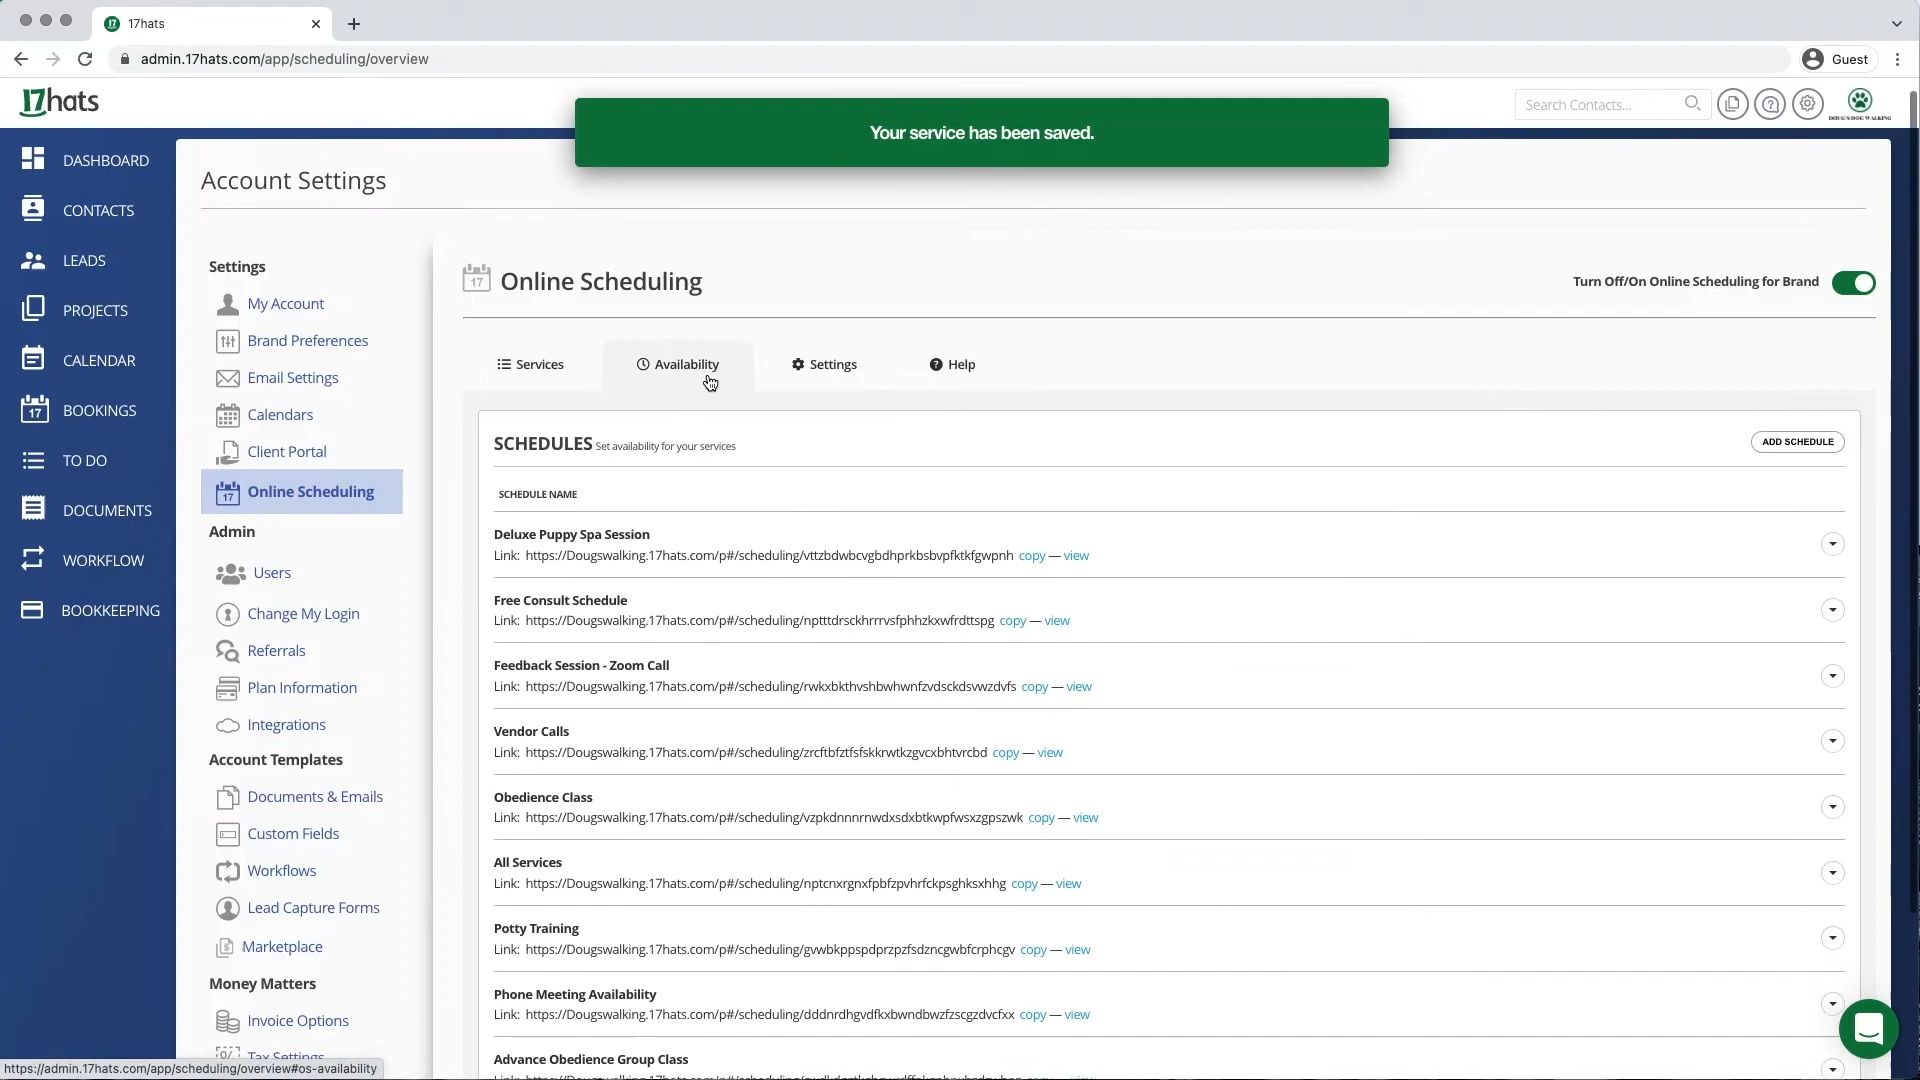 17hats
admin.17hats.com/app/scheduling/overview
Guest
17hats
Search Contacts...
DOUG'S DOG WALKING
Your service has been saved.
DASHBOARD
CONTACTS
LEADS
PROJECTS
CALENDAR
BOOKINGS
TO DO
DOCUMENTS
WORKFLOW
BOOKKEEPING
Account Settings
Settings
My Account
Brand Preferences
Email Settings
Calendars
Client Portal
Online Scheduling
Admin
Users
Change My Login
Referrals
Plan Information
Integrations
Account Templates
Documents & Emails
Custom Fields
Workflows
Lead Capture Forms
Marketplace
Money Matters
Invoice Options
Tax Settings
Online Scheduling
Turn Off/On Online Scheduling for Brand
Services
Availability
Settings
Help
SCHEDULES Set availability for your services
ADD SCHEDULE
SCHEDULE NAME
Deluxe Puppy Spa Session
Link: https://Dougswalking.17hats.com/p#/scheduling/vttzbdwbcvgbdhprkbsbvpfktkfgwpnh copy — view
Free Consult Schedule
Link: https://Dougswalking.17hats.com/p#/scheduling/nptttdrsckhrrrvsfphhzkxwfrdttspg copy — view
Feedback Session - Zoom Call
Link: https://Dougswalking.17hats.com/p#/scheduling/rwkxbkthvshbwhwnfzvdsckdsvwzdvfs copy — view
Vendor Calls
Link: https://Dougswalking.17hats.com/p#/scheduling/zrcftbfztfsfskkrwtkzgvcxbhtvrcbd copy — view
Obedience Class
Link: https://Dougswalking.17hats.com/p#/scheduling/vzpkdnnnrnwdxsdxbtkwpfwsxzgpszwk copy — view
All Services
Link: https://Dougswalking.17hats.com/p#/scheduling/nptcnxrgnxfpbfzpvhrfckpsghksxhhg copy — view
Potty Training
Link: https://Dougswalking.17hats.com/p#/scheduling/gvwbkppspdprzpzfsdzncgwbfcrphcgv copy — view
Phone Meeting Availability
Link: https://Dougswalking.17hats.com/p#/scheduling/dddnrdhgvdfkxbwndbwzfzscgzdvcfxx copy — view
Advance Obedience Group Class
https://admin.17hats.com/app/scheduling/overview#os-availability